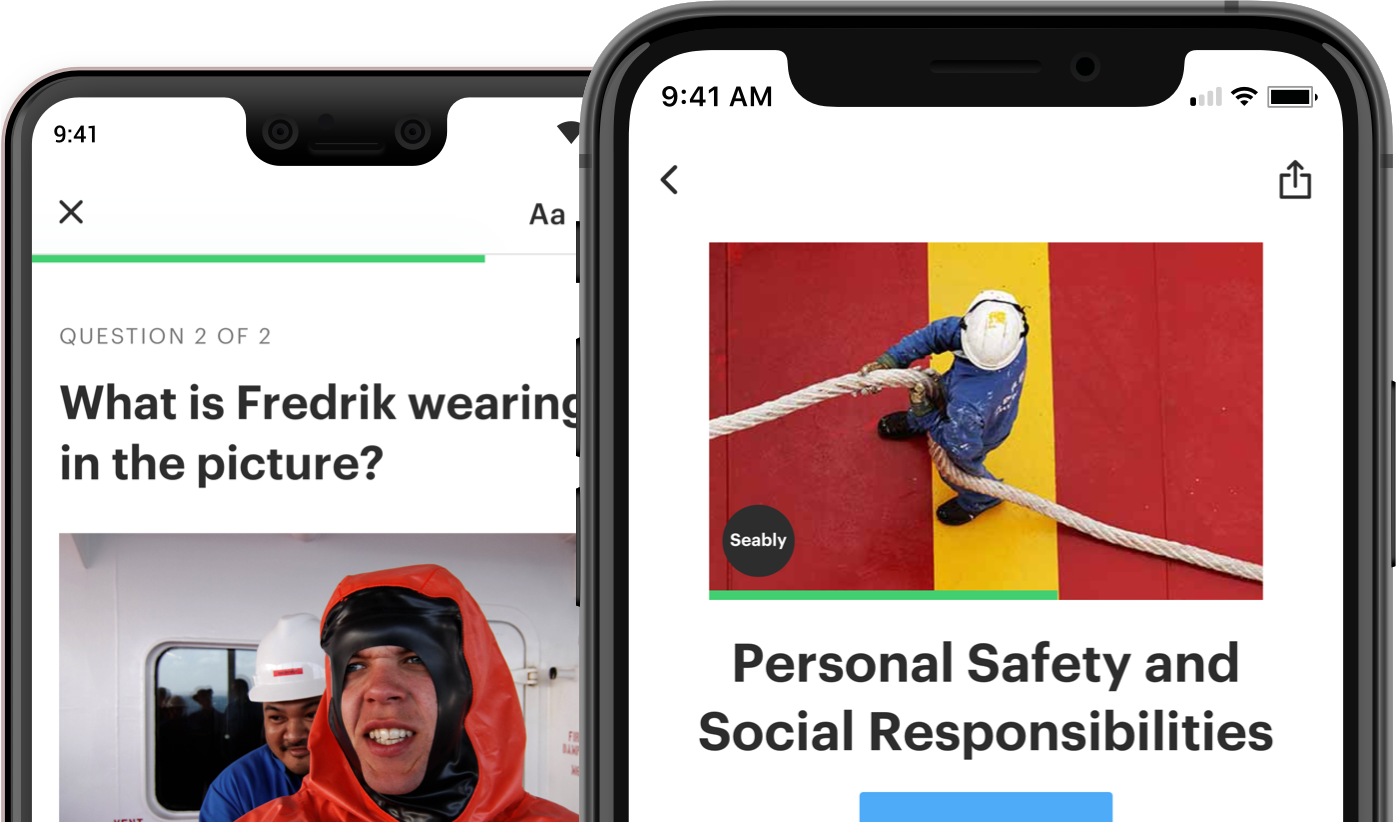 9:41
Aa
QUESTION 2 OF 2
What is Fredrik wearing
in the picture?
9:41 AM
Seably
Personal Safety and
Social Responsibilities